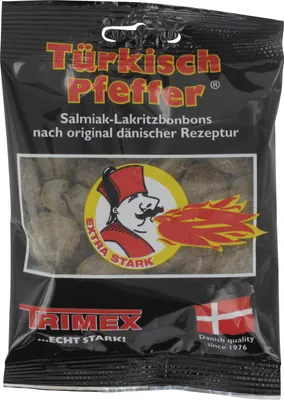 Türkisch
Pfeffer®
Salmiak-Lakritzbonbons
nach original dänischer Rezeptur
EXTRA STARK
TRIMEX
...ECHT STARK!
Danish quality
since 1976